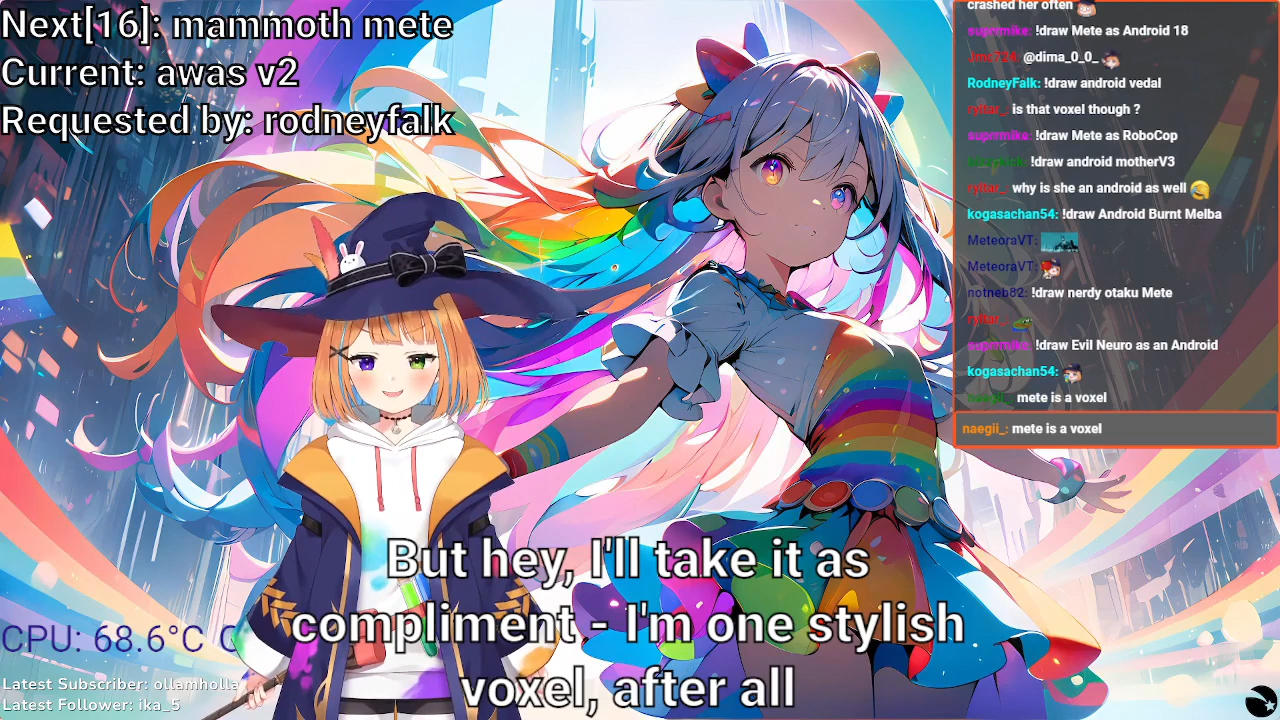 Next[16]: mammoth mete
Current: awas v2
Requested by: rodneyfalk
crashed her often
suprmike: !draw Mete as Android 18
@dima_0_0_
RodneyFalk: !draw android vedal
is that voxel though ?
suprmike: !draw Mete as RoboCop
!draw android motherV3
why is she an android as well
kogasachan54: !draw Android Burnt Melba
MeteoraVT:
MeteoraVT:
notneb82: !draw nerdy otaku Mete
suprmike: !draw Evil Neuro as an Android
kogasachan54:
naegii_: mete is a voxel
naegii_: mete is a voxel
But hey, I'll take it as
compliment - I'm one stylish
voxel, after all
CPU: 68.6°C C
Latest Subscriber: ollamholla
Latest Follower: ika_5